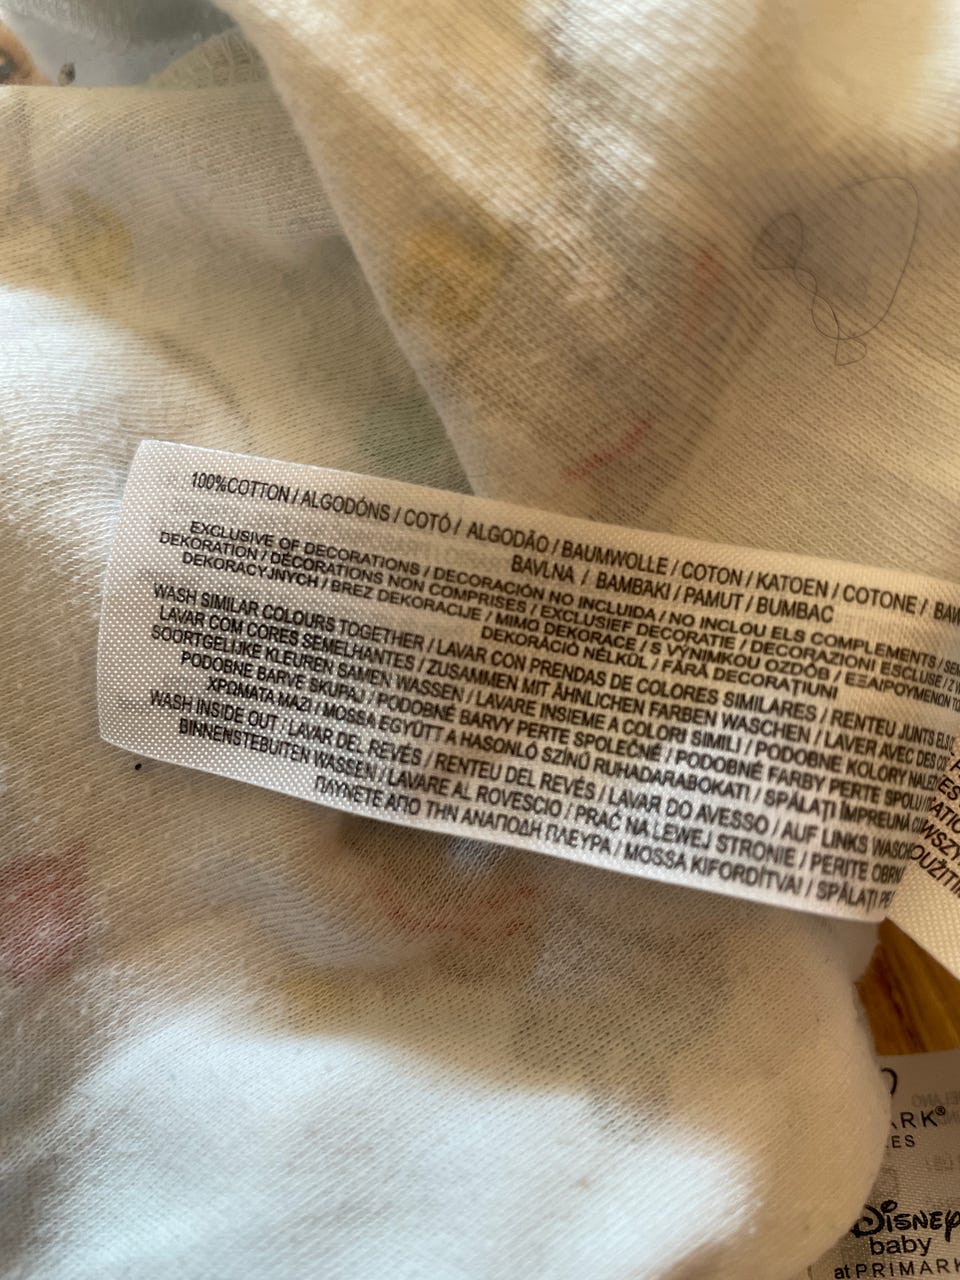 100%COTTON / ALGODÓNS / COTÓ / ALGODÃO / BAUMWOLLE / COTON / KATOEN / COTONE /
BAVLNA / BAMBAKI / PAMUT / BUMBAC
EXCLUSIVE OF DECORATIONS / DECORACIÓN NO INCLUIDA / NO INCLOU ELS COMPLEMENTS /
DEKORATION / DÉCORATIONS NON COMPRISES / EXCLUSIEF DECORATIE / DECORAZIONI ESCLUSE /
DEKORACYJNYCH / BREZ DEKORACIJE / MIMO DEKORACE / S VÝNIMKOU OZDÔB / ΕΞΑΙΡΟΥΜΕΝΟΝ
DEKORÁCIÓ NÉLKÜL / FĂRĂ DECORAȚIUNI
WASH SIMILAR COLOURS TOGETHER / LAVAR CON PRENDAS DE COLORES SIMILARES / RENTEU JUNTS ELS
LAVAR COM CORES SEMELHANTES / ZUSAMMEN MIT ÄHNLICHEN FARBEN WASCHEN / LAVER AVEC DES
SOORTGELIJKE KLEUREN SAMEN WASSEN / LAVARE INSIEME A COLORI SIMILI / PODOBNE KOLORY
PODOBNE BARVE SKUPAJ / PODOBNÉ BARVY PERTE SPOLEČNĚ / PODOBNÉ FARBY PERTE SPOLU
ΧΡΩΜΑΤΑ ΜΑΖΙ / MOSSA EGYÜTT A HASONLÓ SZÍNŰ RUHADARABOKAT! / SPĂLAȚI ÎMPREUNĂ
WASH INSIDE OUT / LAVAR DEL REVÉS / RENTEU DEL REVÉS / LAVAR DO AVESSO / AUF LINKS
BINNENSTEBUITEN WASSEN / LAVARE AL ROVESCIO / PRAĆ NA LEWEJ STRONIE / PERITE
ΠΛΥΝΕΤΕ ΑΠΟ ΤΗΝ ΑΝΑΠΟΔΗ ΠΛΕΥΡΑ / MOSSA KIFORDÍTVA! / SPĂLAȚI
DISNEY
baby
at PRIMARK